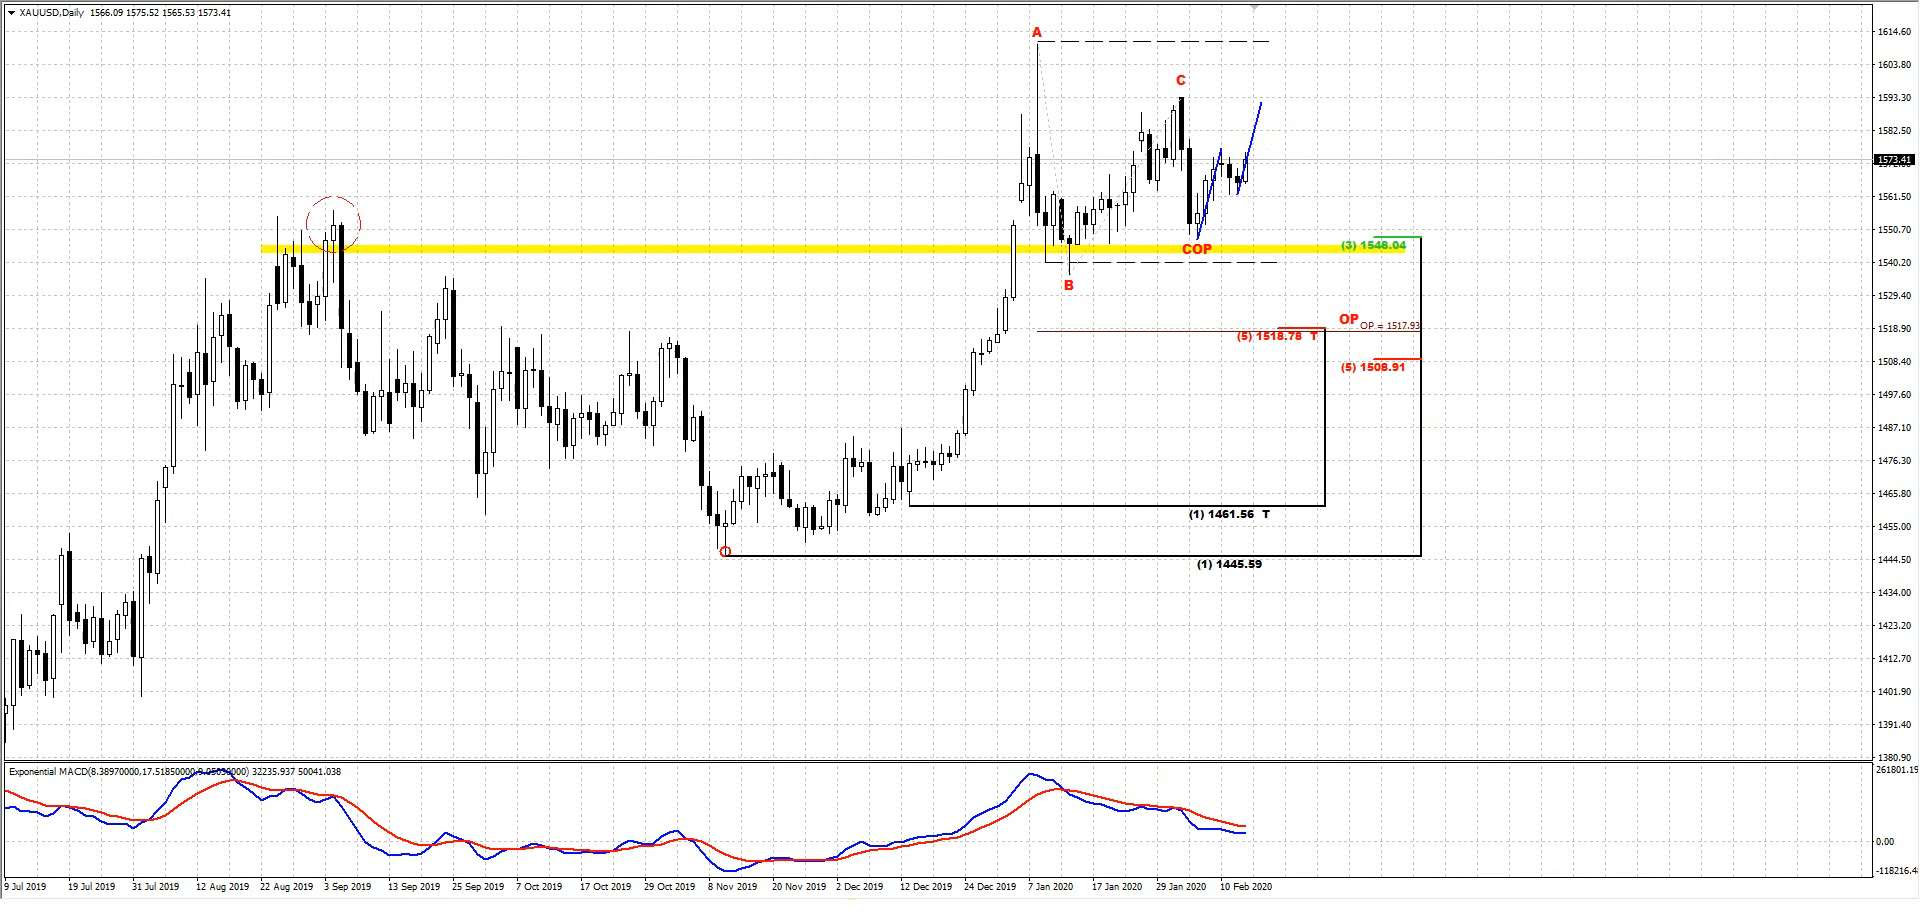 XAUUSD,Daily 1566.09 1575.52 1565.53 1573.41
A
1614.60
1603.80
C
1593.30
1582.50
1573.41
1561.50
1550.70
COP
(3) 1548.04
1540.20
B
1529.40
OP
OP = 1517.93
1518.90
(5) 1518.78 T
1508.40
(5) 1508.91
1497.60
1487.10
1476.30
1465.80
(1) 1461.56 T
1455.00
1444.50
(1) 1445.59
1434.00
1423.20
1412.70
1401.90
1391.40
1380.90
Exponential MACD(8.38970000,17.51850000,9.05030000) 32235.937 50041.038
261801.19
0.00
-118216.4
9 Jul 2019 19 Jul 2019 31 Jul 2019 12 Aug 2019 22 Aug 2019 3 Sep 2019 13 Sep 2019 25 Sep 2019 7 Oct 2019 17 Oct 2019 29 Oct 2019 8 Nov 2019 20 Nov 2019 2 Dec 2019 12 Dec 2019 24 Dec 2019 7 Jan 2020 17 Jan 2020 29 Jan 2020 10 Feb 2020